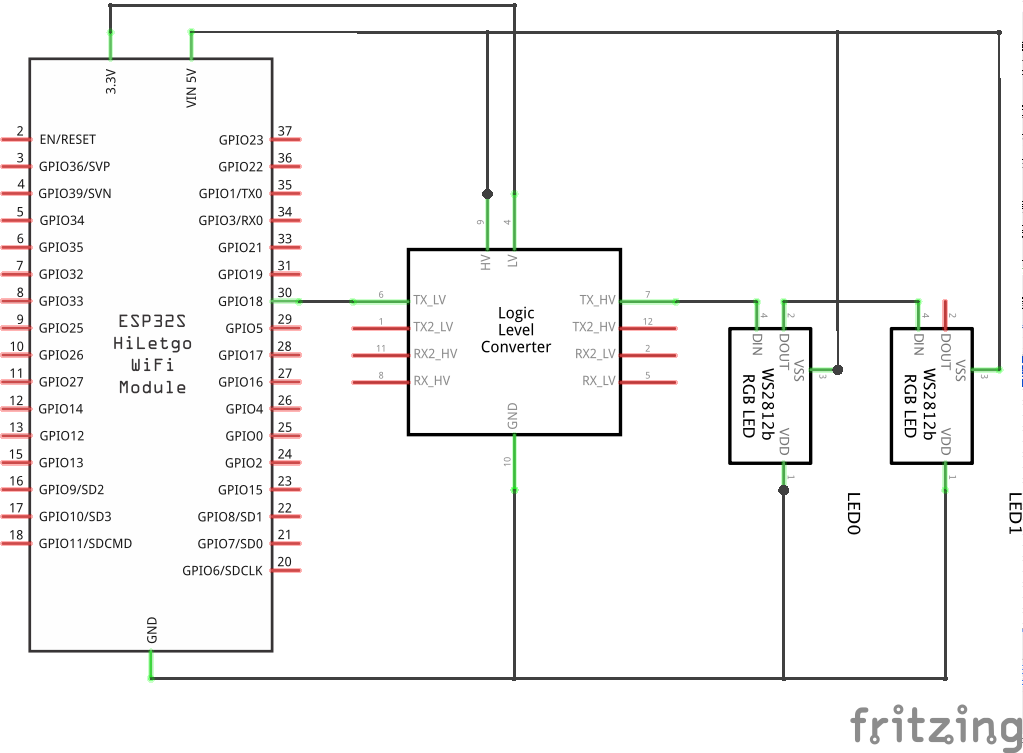 3.3V
VIN 5V
2 EN/RESET
3 GPIO36/SVP
4 GPIO39/SVN
5 GPIO34
6 GPIO35
7 GPIO32
8 GPIO33
9 GPIO25
10 GPIO26
11 GPIO27
12 GPIO14
13 GPIO12
15 GPIO13
16 GPIO9/SD2
17 GPIO10/SD3
18 GPIO11/SDCMD
ESP32S
HiLetgo
WiFi
Module
GPIO23 37
GPIO22 36
GPIO1/TX0 35
GPIO3/RX0 34
GPIO21 33
GPIO19 31
GPIO18 30
GPIO5 29
GPIO17 28
GPIO16 27
GPIO4 26
GPIO0 25
GPIO2 24
GPIO15 23
GPIO8/SD1 22
GPIO7/SD0 21
GPIO6/SDCLK 20
GND
9 HV
4 LV
6 TX_LV
1 TX2_LV
11 RX2_HV
8 RX_HV
Logic
Level
Converter
TX_HV 7
TX2_HV 12
RX2_LV 2
RX_LV 5
GND 10
4 DIN
2 DOUT
VSS 3
WS2812b
RGB LED
VDD 1
LED0
4 DIN
2 DOUT
VSS 3
WS2812b
RGB LED
VDD 1
LED1
fritzing